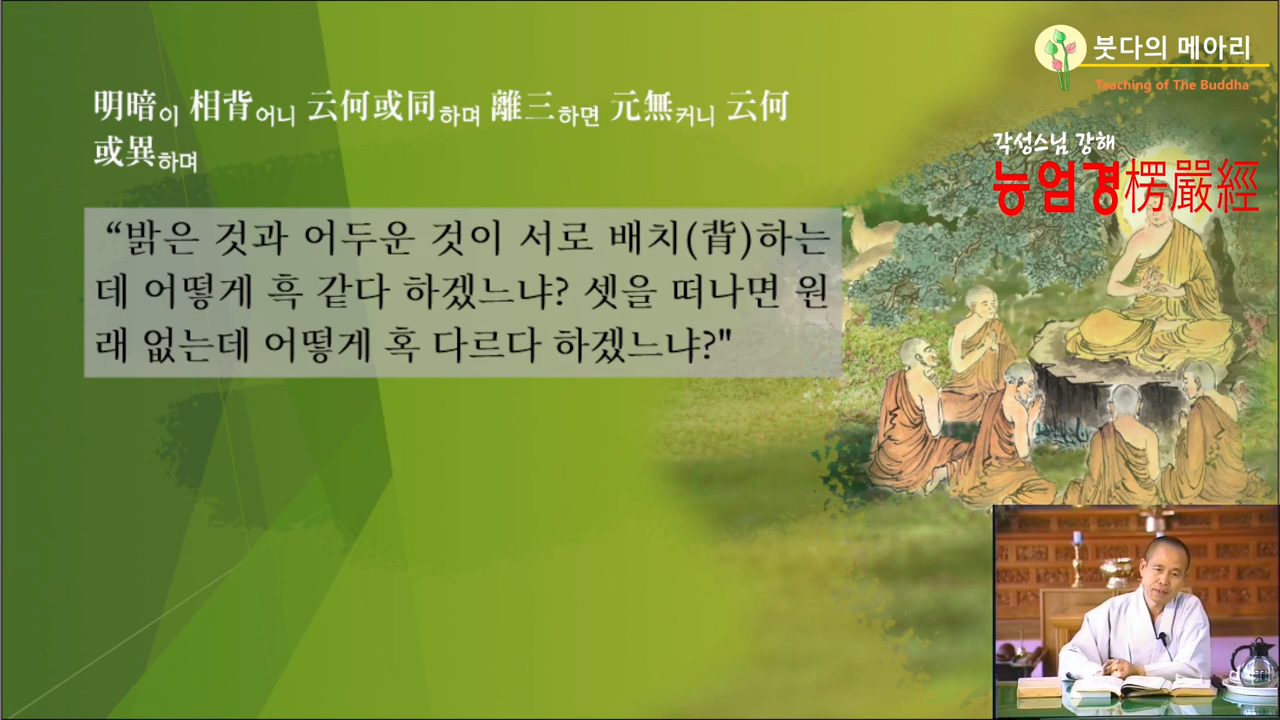 붓다의 메아리
Teaching of The Buddha
각성스님 강해
능엄경楞嚴經
明暗이 相背어니 云何或同하며 離三하면 元無커니 云何
或異하며
“밝은 것과 어두운 것이 서로 배치(背)하는
데 어떻게 흑 같다 하겠느냐? 셋을 떠나면 원
래 없는데 어떻게 혹 다르다 하겠느냐?"